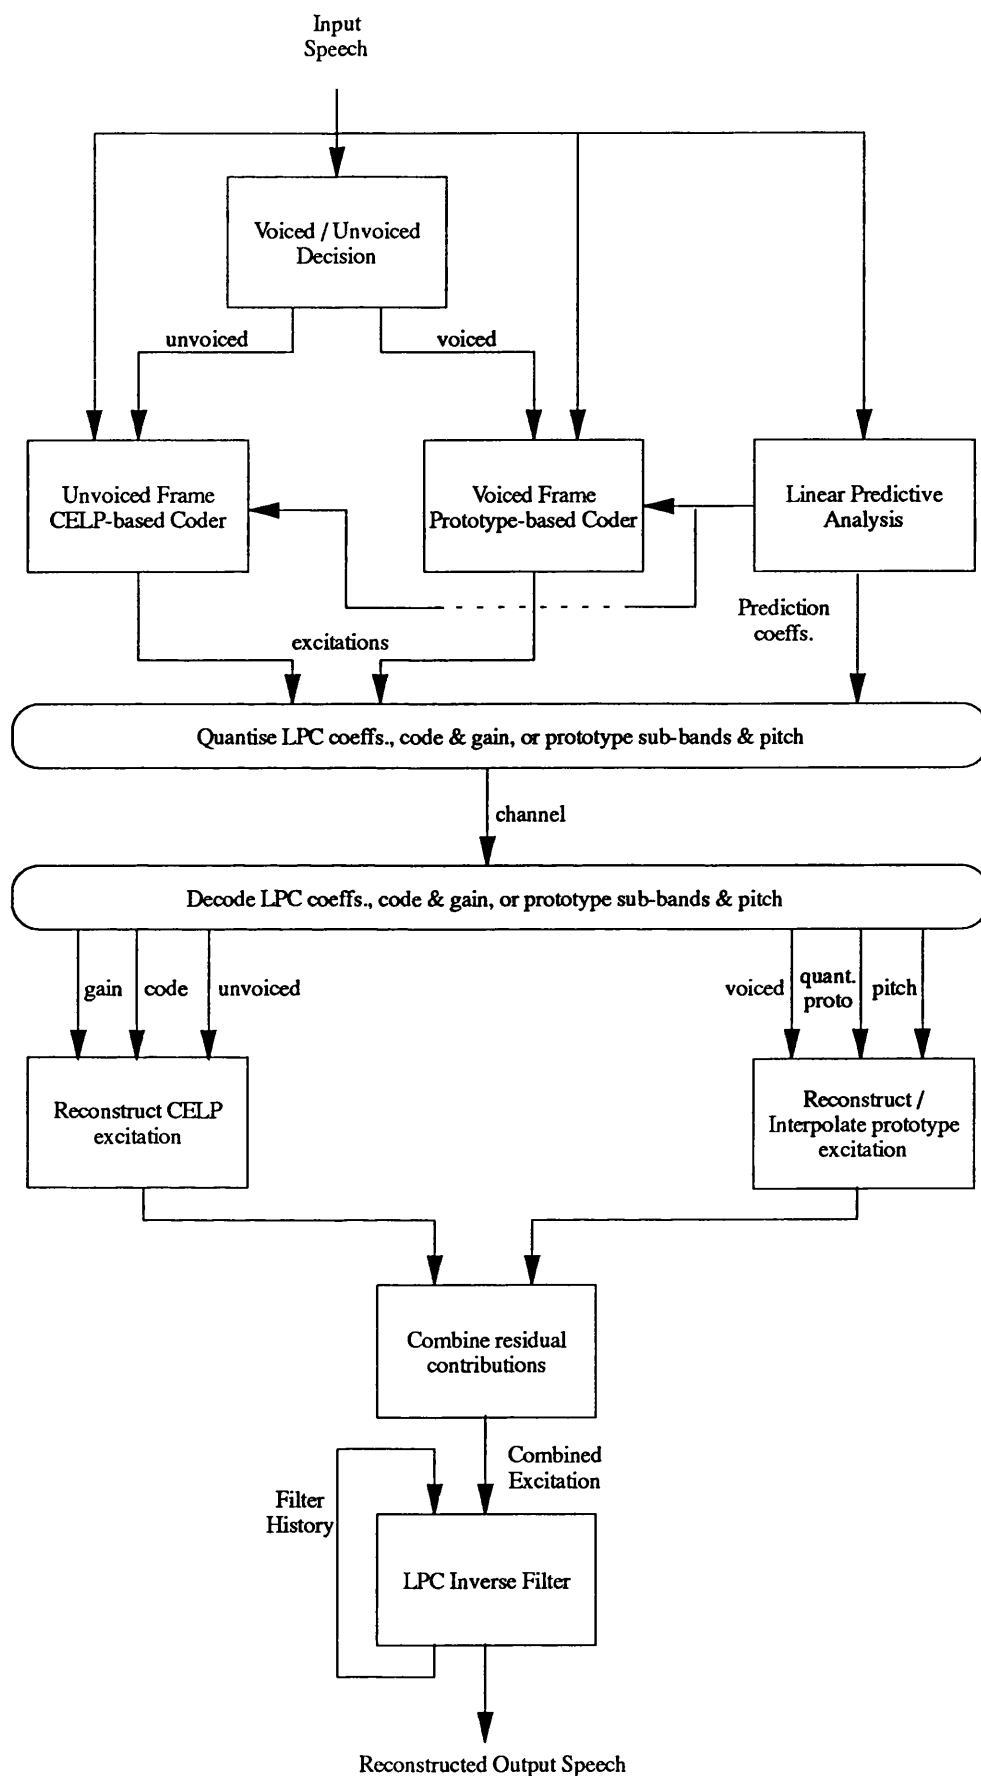 Input
Speech
Voiced / Unvoiced
Decision
unvoiced
voiced
Unvoiced Frame
CELP-based Coder
Voiced Frame
Prototype-based Coder
Linear Predictive
Analysis
Prediction
coeffs.
excitations
Quantise LPC coeffs., code & gain, or prototype sub-bands & pitch
channel
Decode LPC coeffs., code & gain, or prototype sub-bands & pitch
gain
code
unvoiced
voiced
quant.
proto
pitch
Reconstruct CELP
excitation
Reconstruct /
Interpolate prototype
excitation
Combine residual
contributions
Combined
Excitation
Filter
History
LPC Inverse Filter
Reconstructed Output Speech